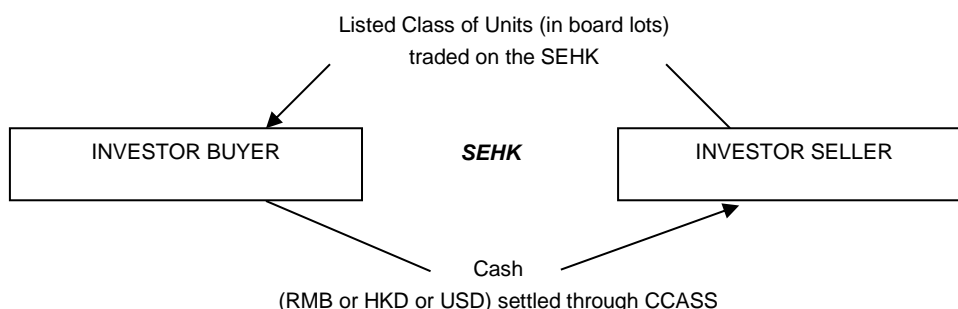 Listed Class of Units (in board lots)
traded on the SEHK
INVESTOR BUYER
SEHK
INVESTOR SELLER
Cash
(RMB or HKD or USD) settled through CCASS